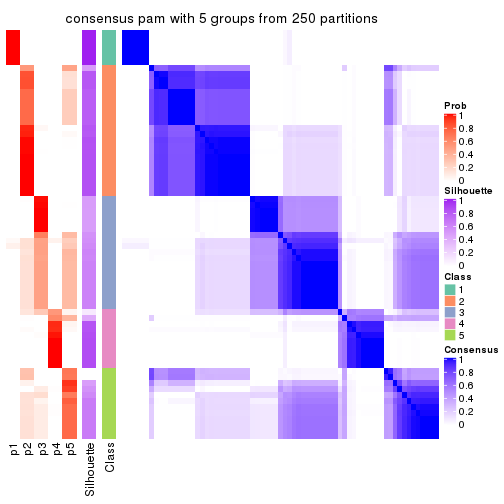 consensus pam with 5 groups from 250 partitions
Prob
1
0.8
0.6
0.4
0.2
0
Silhouette
1
0.8
0.6
0.4
0.2
0
Class
1
2
3
4
5
Consensus
1
0.8
0.6
0.4
0.2
0
p1
p2
p3
p4
p5
Silhouette
Class